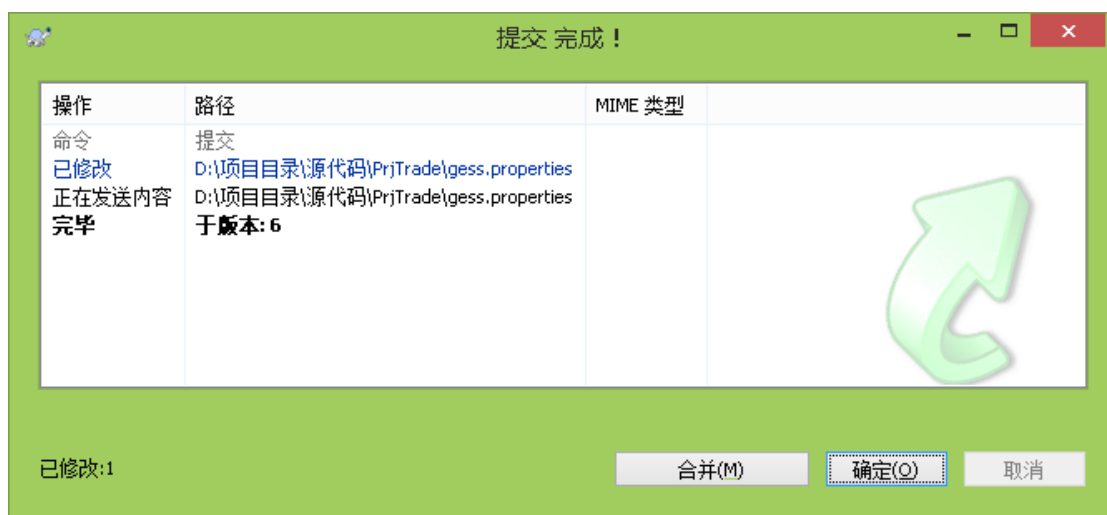 提交 完成！
操作 路径 MIME 类型
命令 提交
已修改 D:\项目目录\源代码\PrjTrade\gess.properties
正在发送内容 D:\项目目录\源代码\PrjTrade\gess.properties
完毕 于版本: 6
已修改:1 合并(M) 确定(O) 取消